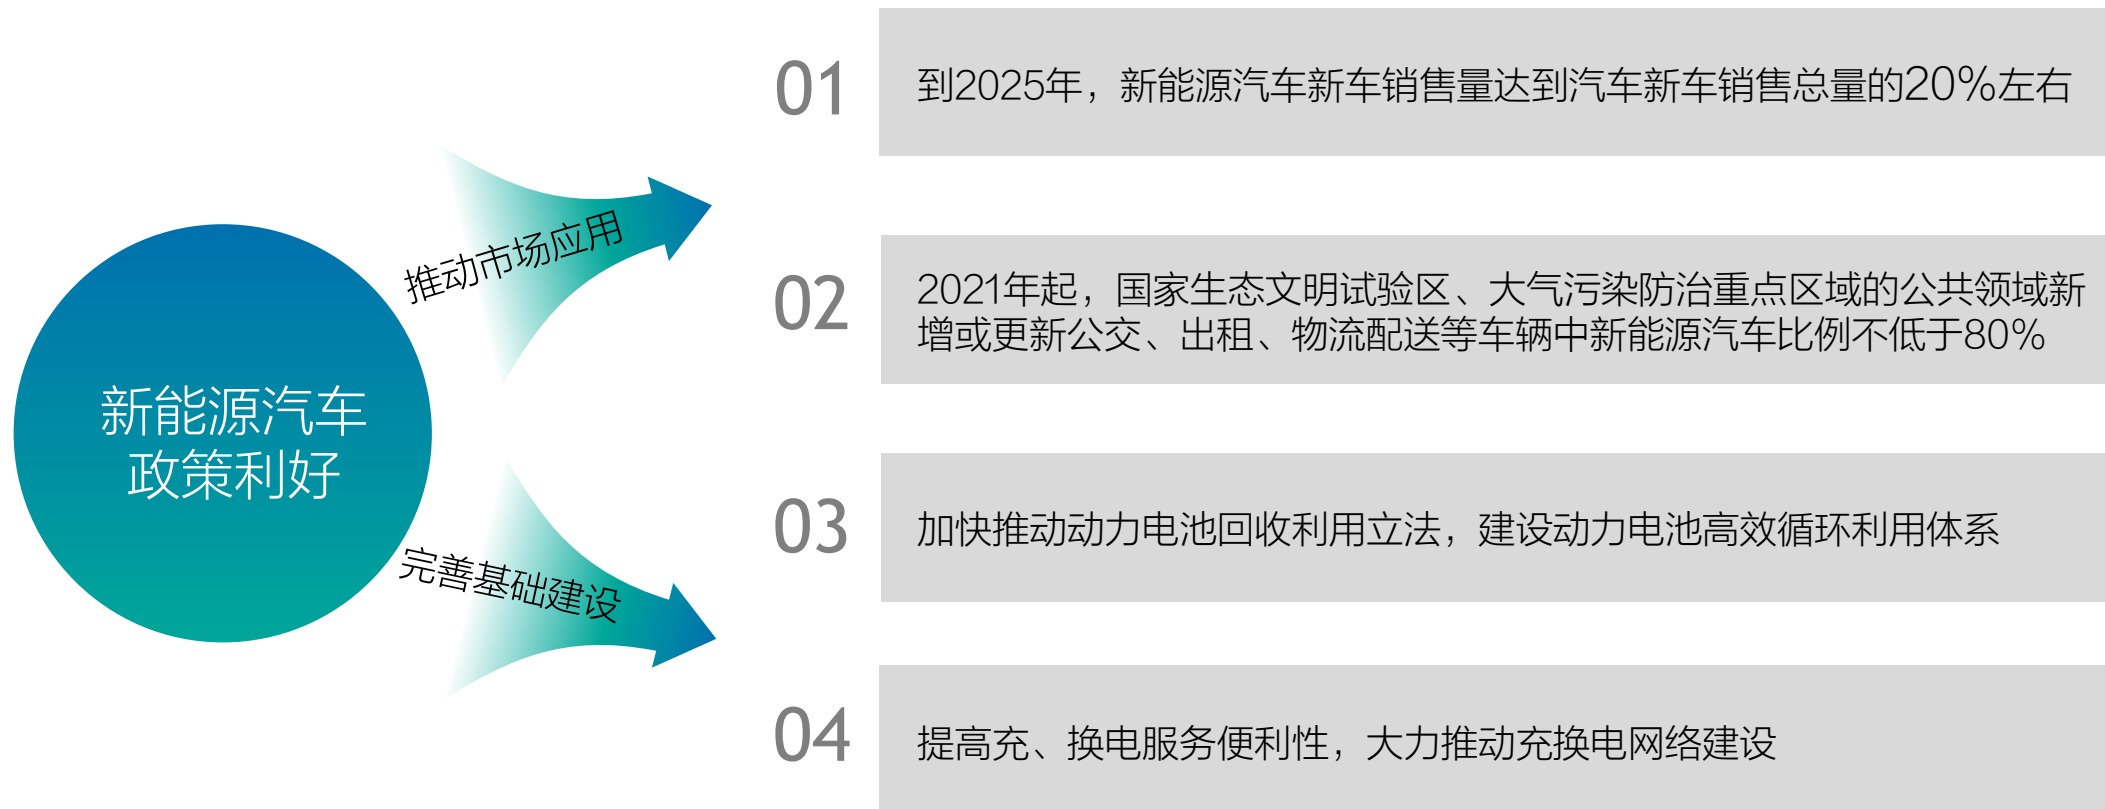 新能源汽车
政策利好
推动市场应用
完善基础建设
01
到2025年，新能源汽车新车销售量达到汽车新车销售总量的20%左右
02
2021年起，国家生态文明试验区、大气污染防治重点区域的公共领域新
增或更新公交、出租、物流配送等车辆中新能源汽车比例不低于80%
03
加快推动动力电池回收利用立法，建设动力电池高效循环利用体系
04
提高充、换电服务便利性，大力推动充换电网络建设